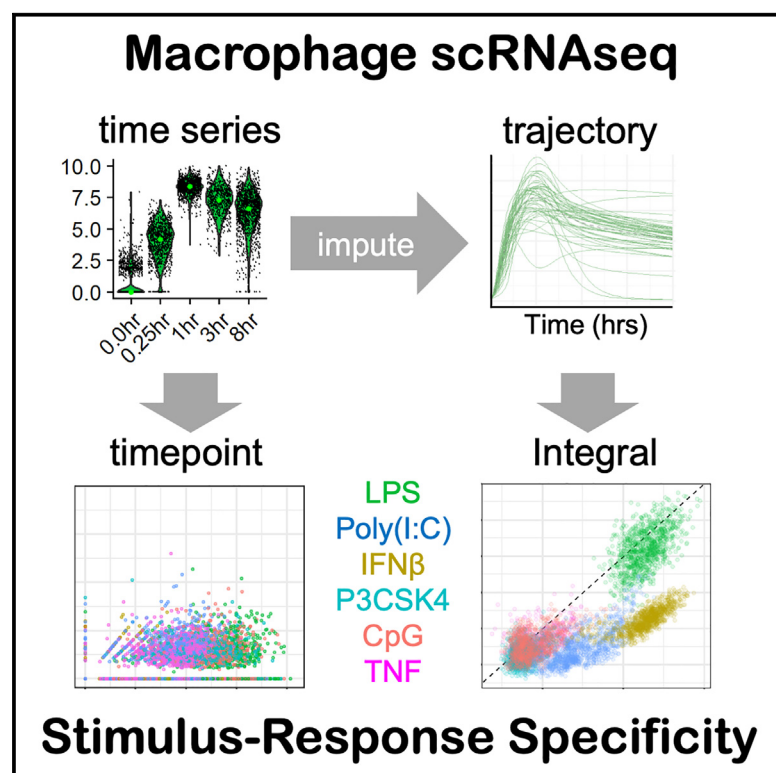 Macrophage scRNAseq
time series
trajectory
10.0
7.5
5.0
2.5
0.0
0.0hr
0.25hr
1hr
3hr
8hr
impute
Time (hrs)
timepoint
Integral
LPS
Poly(I:C)
IFNβ
P3CSK4
CpG
TNF
Stimulus-Response Specificity